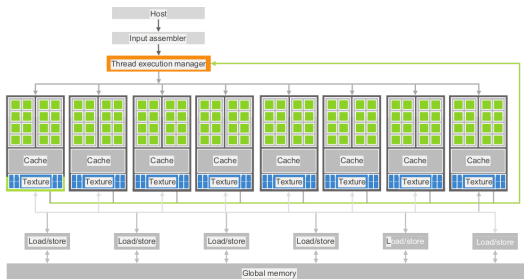 Host
Input assembler
Thread execution manager
Cache Cache Cache Cache Cache Cache Cache Cache
Texture Texture Texture Texture Texture Texture Texture Texture
Load/store Load/store Load/store Load/store Load/store Load/store
Global memory